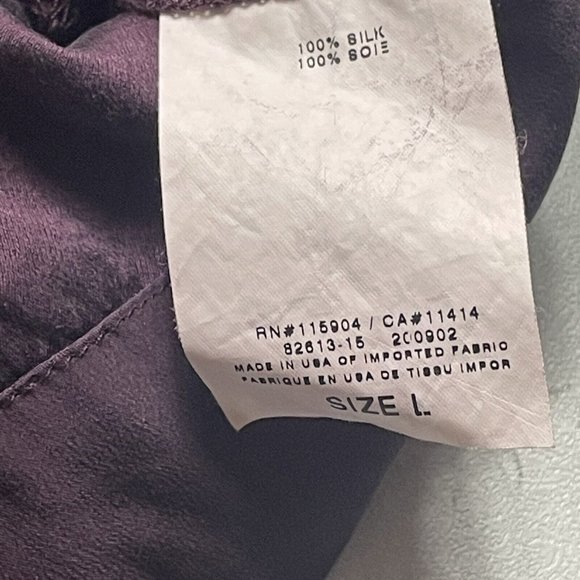 100% SILK
100% SOIE
RN#115904 / CA#11414
82613-15 200902
MADE IN USA OF IMPORTED FABRIC
FABRIQUE EN USA DE TISSU IMPOR
SIZE L